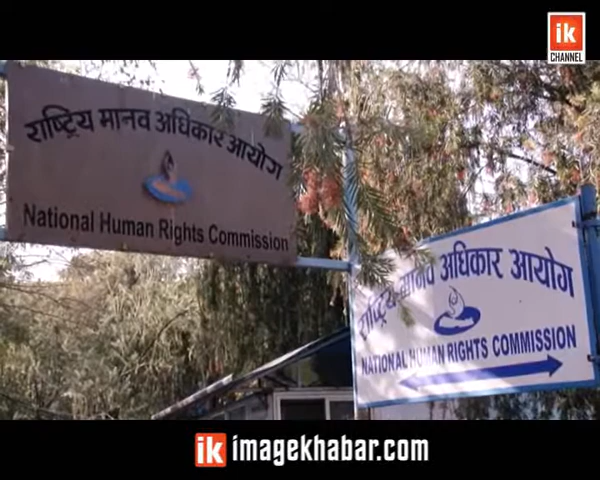 ik
CHANNEL
राष्ट्रिय मानव अधिकार आयोग
National Human Rights Commission
राष्ट्रिय मानव अधिकार आयोग
NATIONAL HUMAN RIGHTS COMMISSION
ik imagekhabar.com